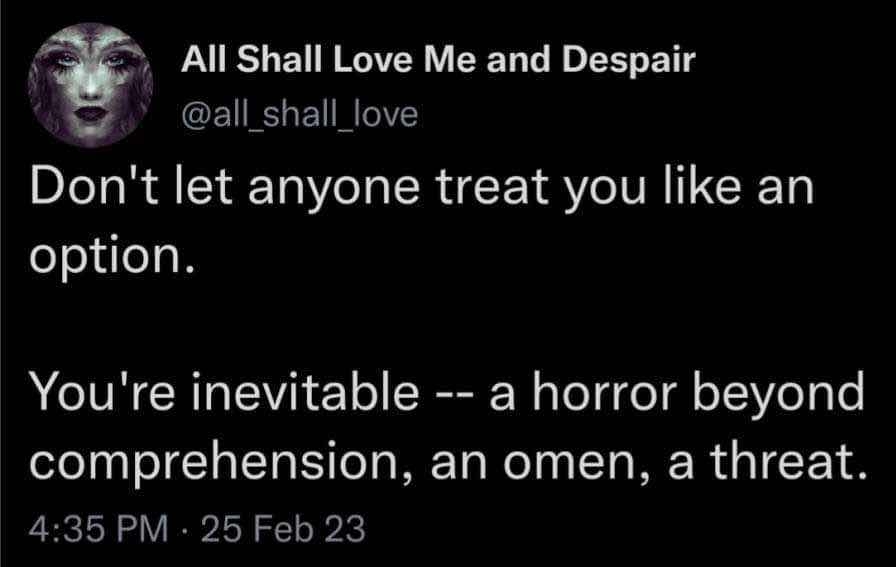 All Shall Love Me and Despair
@all_shall_love
Don't let anyone treat you like an
option.
You're inevitable -- a horror beyond
comprehension, an omen, a threat.
4:35 PM · 25 Feb 23